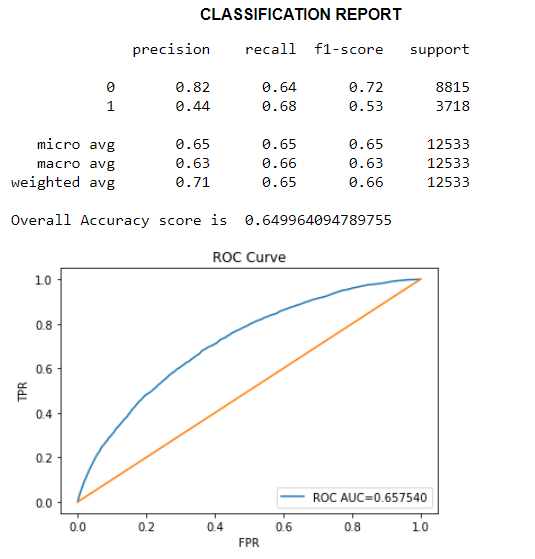 CLASSIFICATION REPORT
precision recall f1-score support
0 0.82 0.64 0.72 8815
1 0.44 0.68 0.53 3718
micro avg 0.65 0.65 0.65 12533
macro avg 0.63 0.66 0.63 12533
weighted avg 0.71 0.65 0.66 12533
Overall Accuracy score is 0.649964094789755
ROC Curve
1.0
0.8
0.6
0.4
0.2
0.0
TPR
ROC AUC=0.657540
0.0 0.2 0.4 0.6 0.8 1.0
FPR